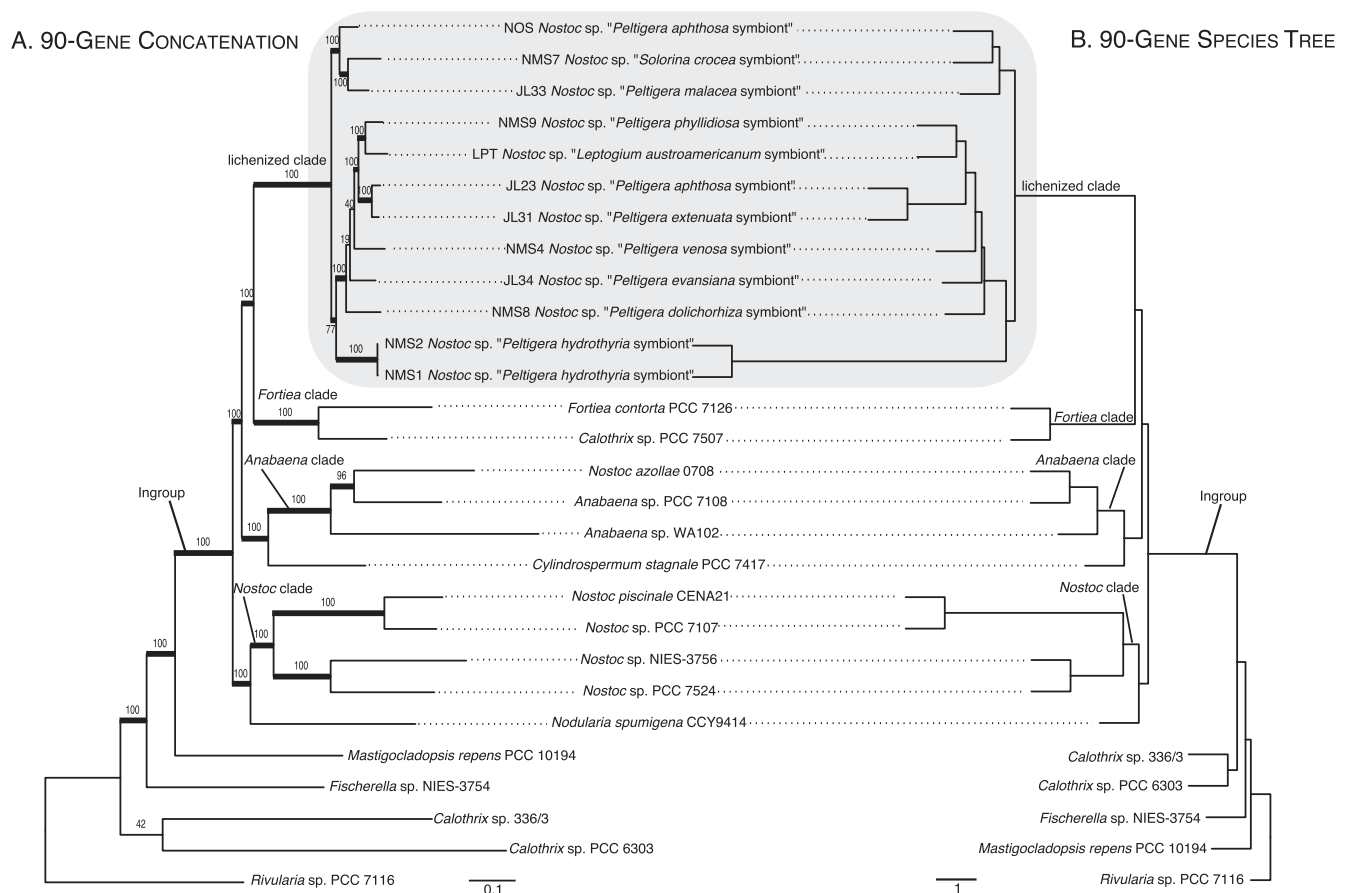 A. 90-GENE CONCATENATION
B. 90-GENE SPECIES TREE
NOS Nostoc sp. "Peltigera aphthosa symbiont"
100
NMS7 Nostoc sp. "Solorina crocea symbiont"
100
JL33 Nostoc sp. "Peltigera malacea symbiont"
NMS9 Nostoc sp. "Peltigera phyllidiosa symbiont"
100
LPT Nostoc sp. "Leptogium austroamericanum symbiont"
lichenized clade
100
100
JL23 Nostoc sp. "Peltigera aphthosa symbiont"
lichenized clade
100
40
JL31 Nostoc sp. "Peltigera extenuata symbiont"
19
NMS4 Nostoc sp. "Peltigera venosa symbiont"
100
JL34 Nostoc sp. "Peltigera evansiana symbiont"
100
NMS8 Nostoc sp. "Peltigera dolichorhiza symbiont"
77
NMS2 Nostoc sp. "Peltigera hydrothyria symbiont"
100
NMS1 Nostoc sp. "Peltigera hydrothyria symbiont"
Fortiea clade
100
100
Fortiea contorta PCC 7126
Fortiea clade
Calothrix sp. PCC 7507
Anabaena clade
Nostoc azollae 0708
Anabaena clade
96
100
Anabaena sp. PCC 7108
Ingroup
Ingroup
100
Anabaena sp. WA102
100
Cylindrospermum stagnale PCC 7417
Nostoc clade
Nostoc clade
100
Nostoc piscinale CENA21
100
Nostoc sp. PCC 7107
100
100
Nostoc sp. NIES-3756
100
Nostoc sp. PCC 7524
100
Nodularia spumigena CCY9414
Mastigocladopsis repens PCC 10194
Calothrix sp. 336/3
Fischerella sp. NIES-3754
Calothrix sp. PCC 6303
42
Calothrix sp. 336/3
Fischerella sp. NIES-3754
Calothrix sp. PCC 6303
Mastigocladopsis repens PCC 10194
Rivularia sp. PCC 7116
0.1
1
Rivularia sp. PCC 7116